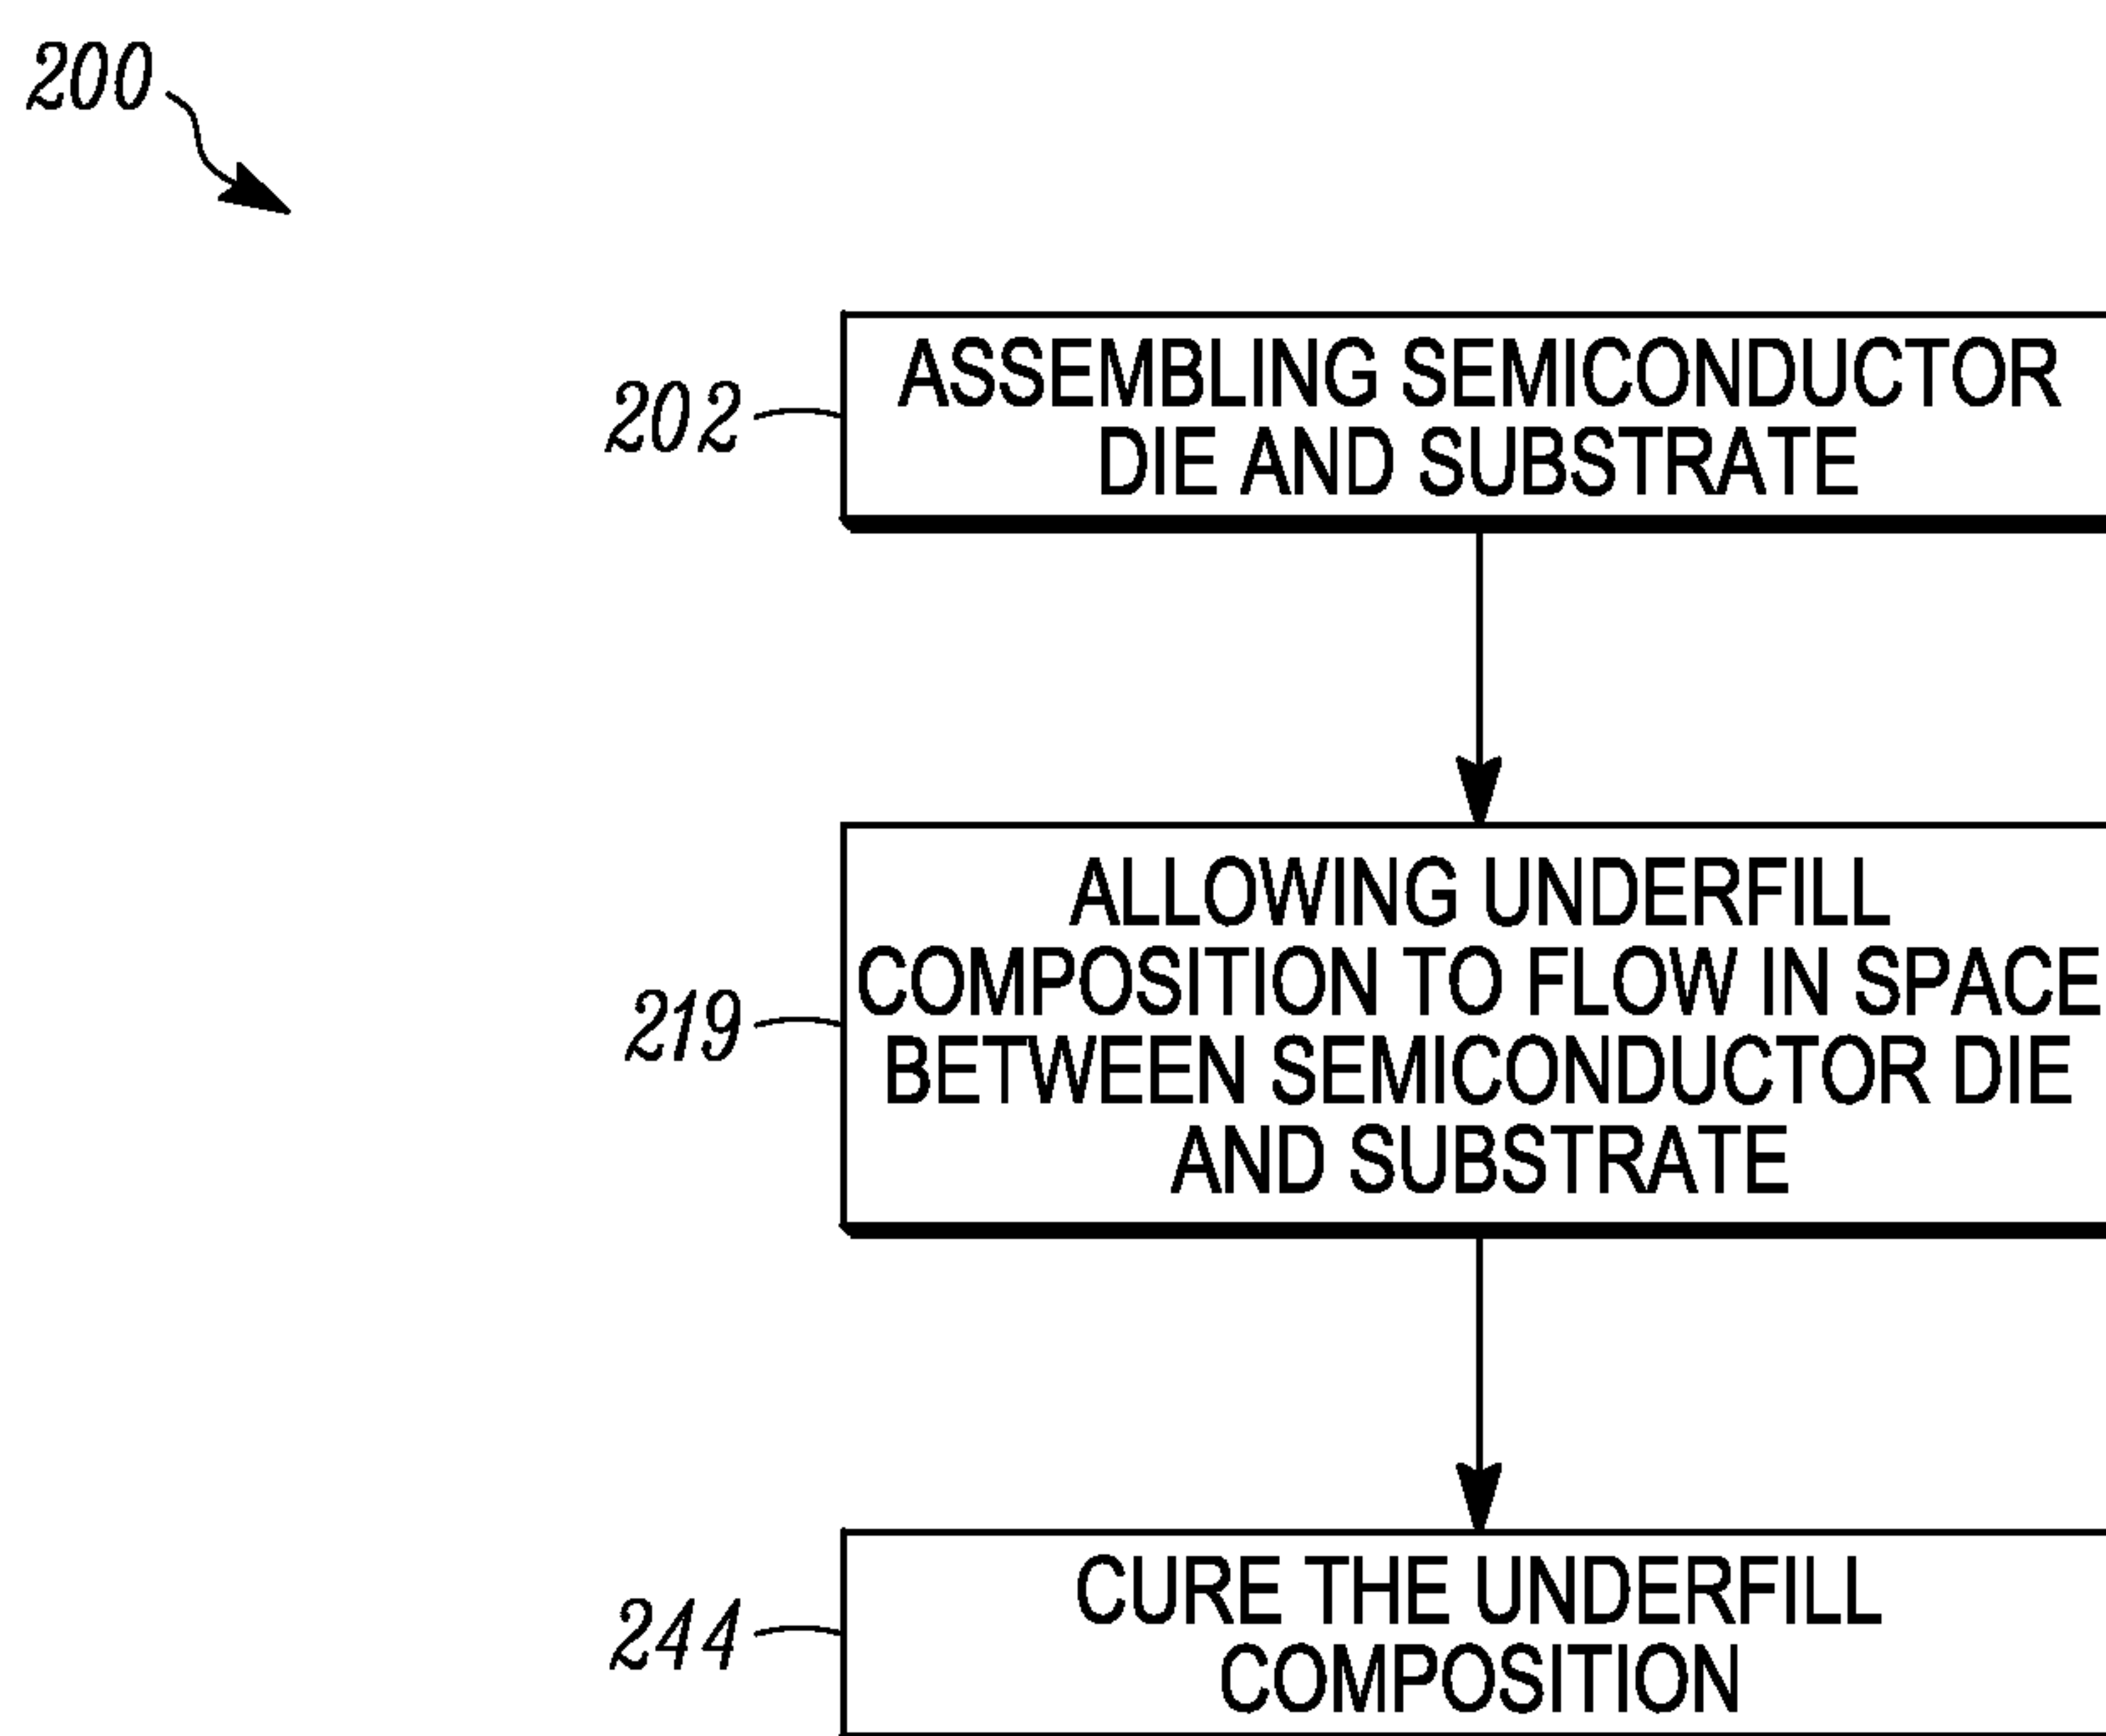 200
202
ASSEMBLING SEMICONDUCTOR
DIE AND SUBSTRATE
219
ALLOWING UNDERFILL
COMPOSITION TO FLOW IN SPACE
BETWEEN SEMICONDUCTOR DIE
AND SUBSTRATE
244
CURE THE UNDERFILL
COMPOSITION